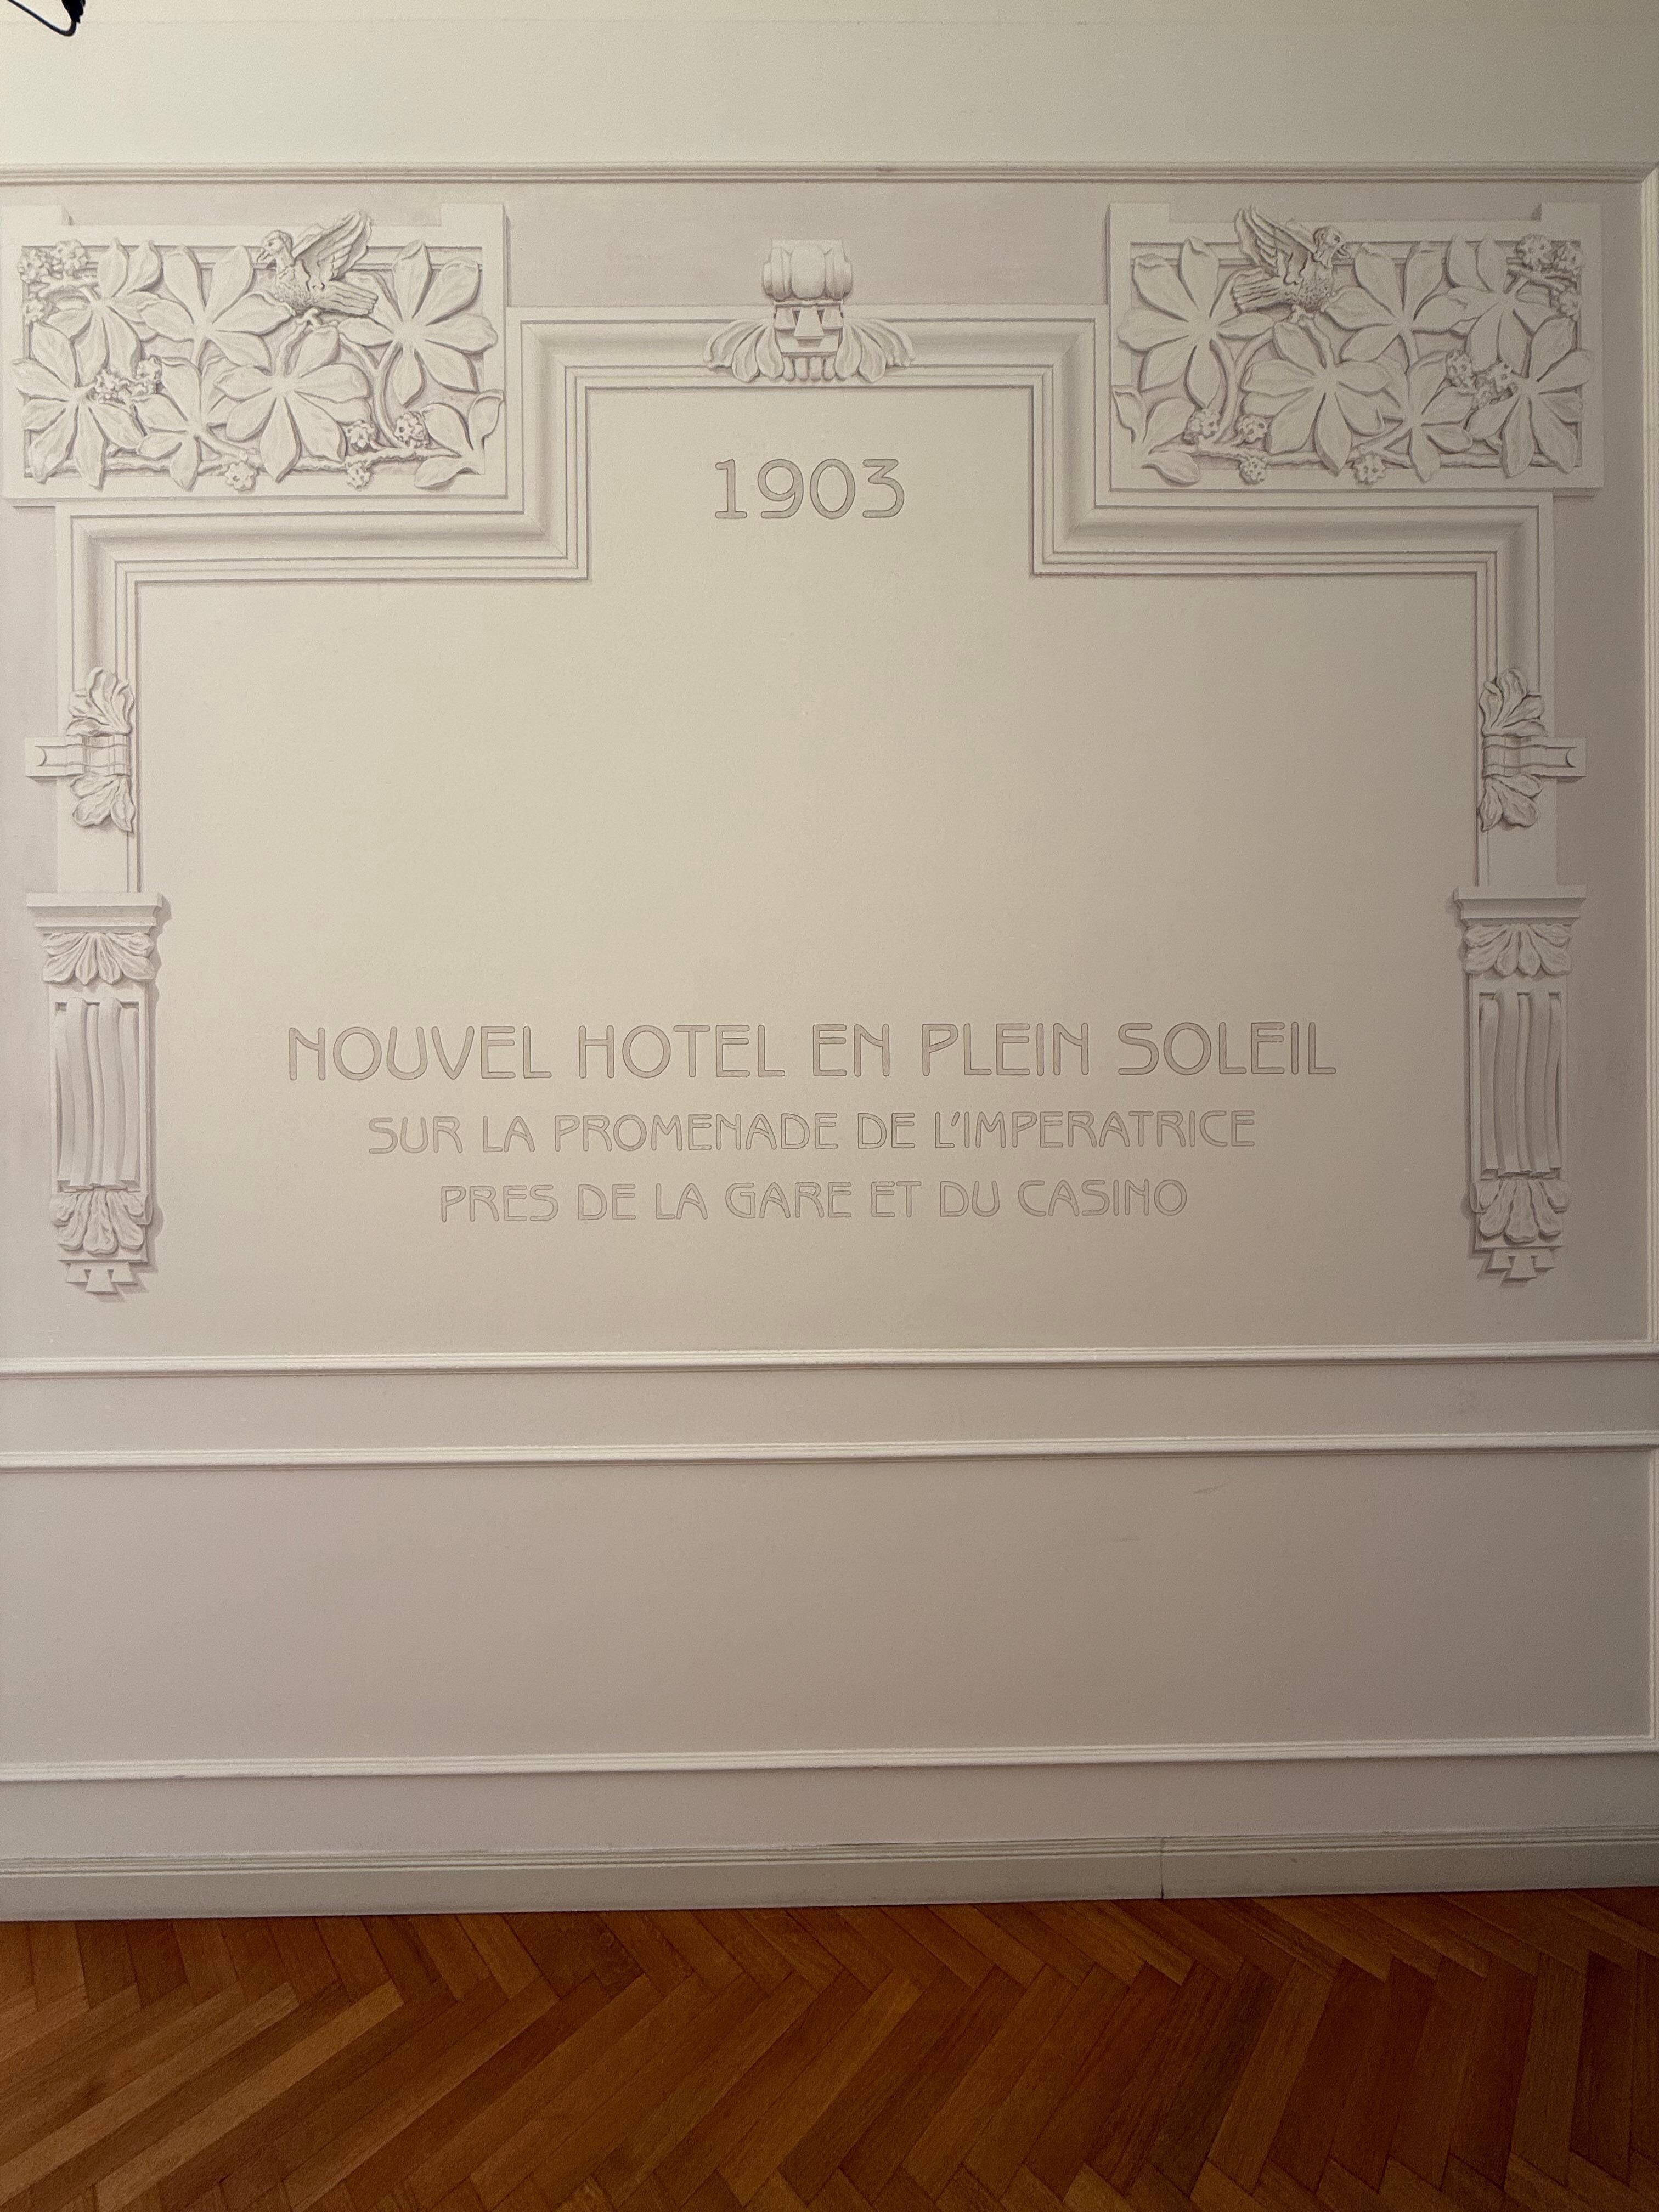 1903
NOUVEL HOTEL EN PLEIN SOLEIL
SUR LA PROMENADE DE L'IMPERATRICE
PRES DE LA GARE ET DU CASINO